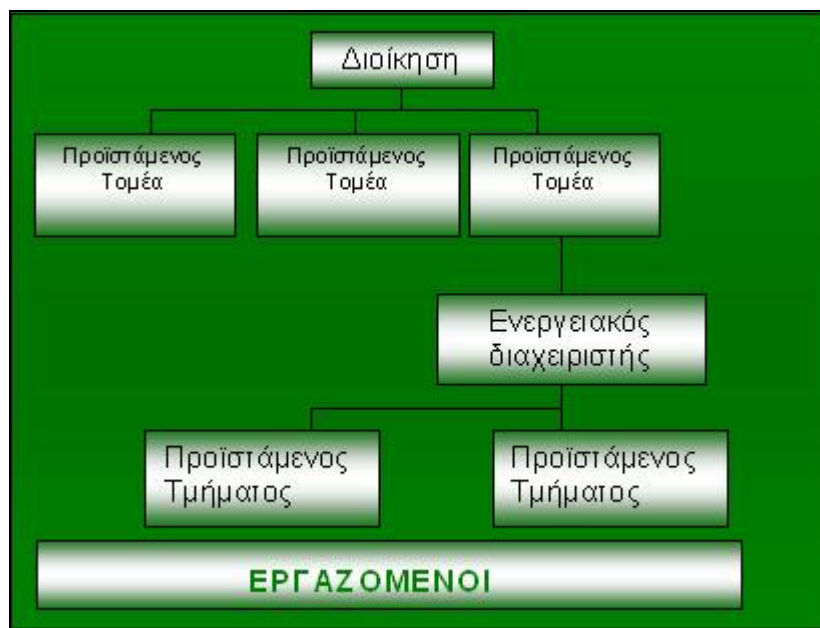 Διοίκηση
Προϊστάμενος
Τομέα
Προϊστάμενος
Τομέα
Προϊστάμενος
Τομέα
Ενεργειακός
διαχειριστής
Προϊστάμενος
Τμήματος
Προϊστάμενος
Τμήματος
ΕΡΓΑΖΟΜΕΝΟΙ